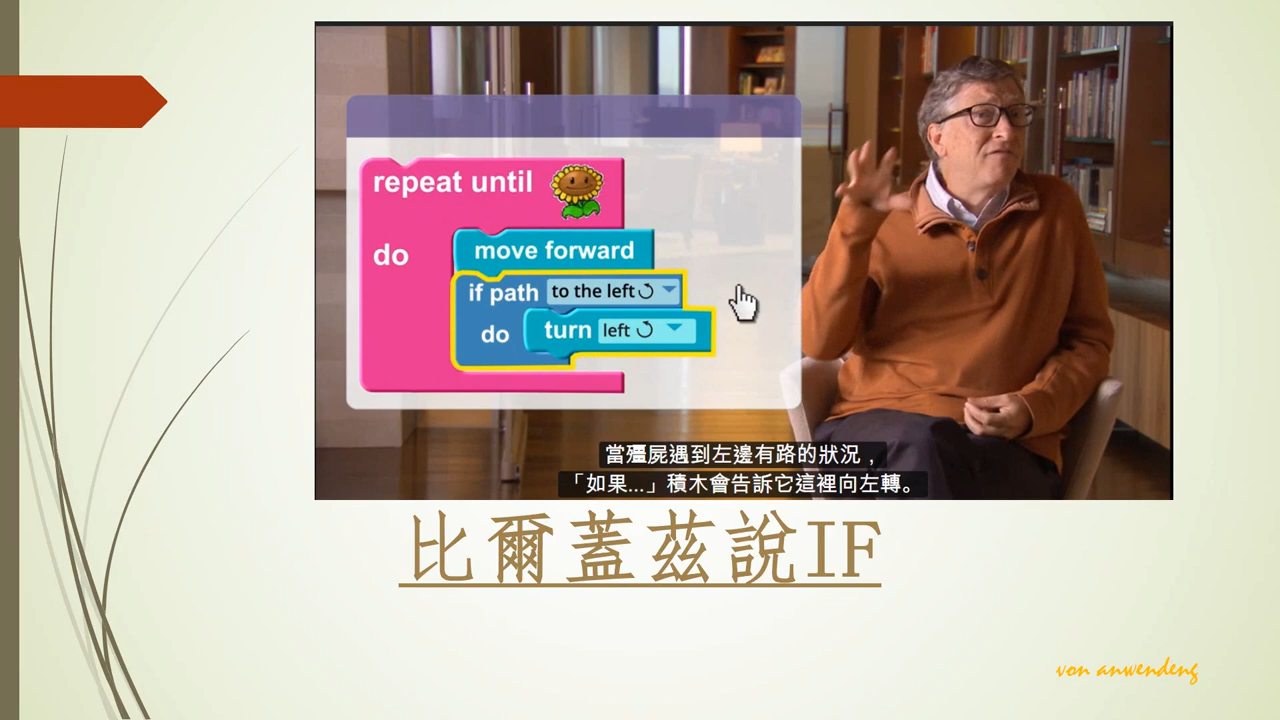 repeat until
do
move forward
if path to the left
do turn left
當殭屍遇到左邊有路的狀況，
「如果...」積木會告訴它這裡向左轉。
比爾蓋茲說IF
von anwendeng